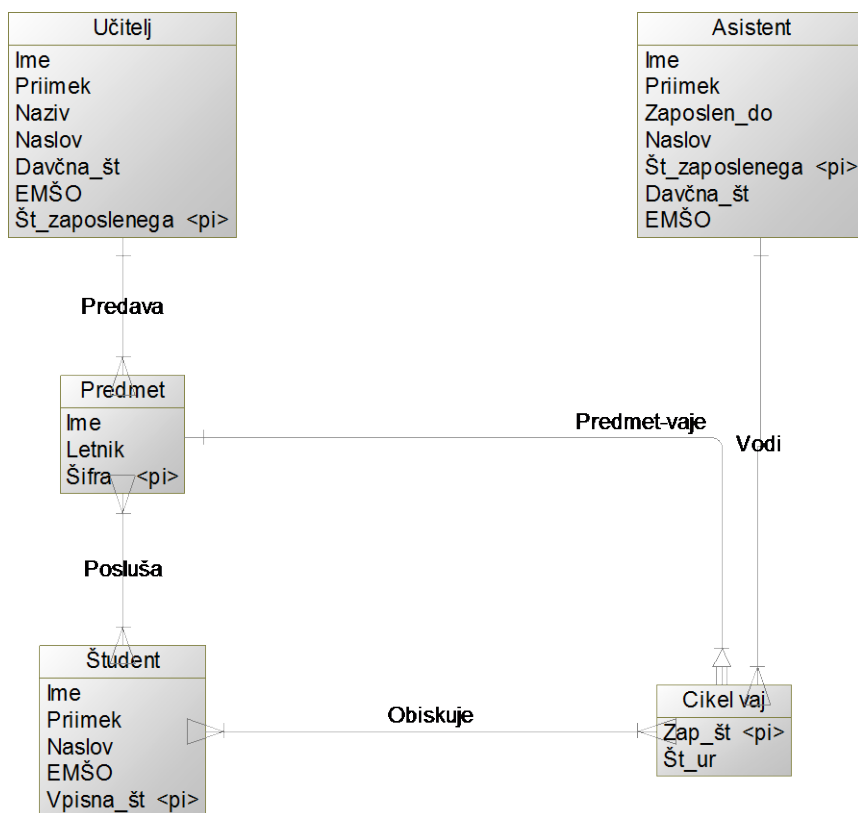 Učitelj
Ime
Priimek
Naziv
Naslov
Davčna_št
EMŠO
Št_zaposlenega <pi>
Asistent
Ime
Priimek
Zaposlen_do
Naslov
Št_zaposlenega <pi>
Davčna_št
EMŠO
Predava
Predmet
Ime
Letnik
Šifra <pi>
Predmet-vaje
Vodi
Posluša
Študent
Ime
Priimek
Naslov
EMŠO
Vpisna_št <pi>
Obiskuje
Cikel vaj
Zap_št <pi>
Št_ur